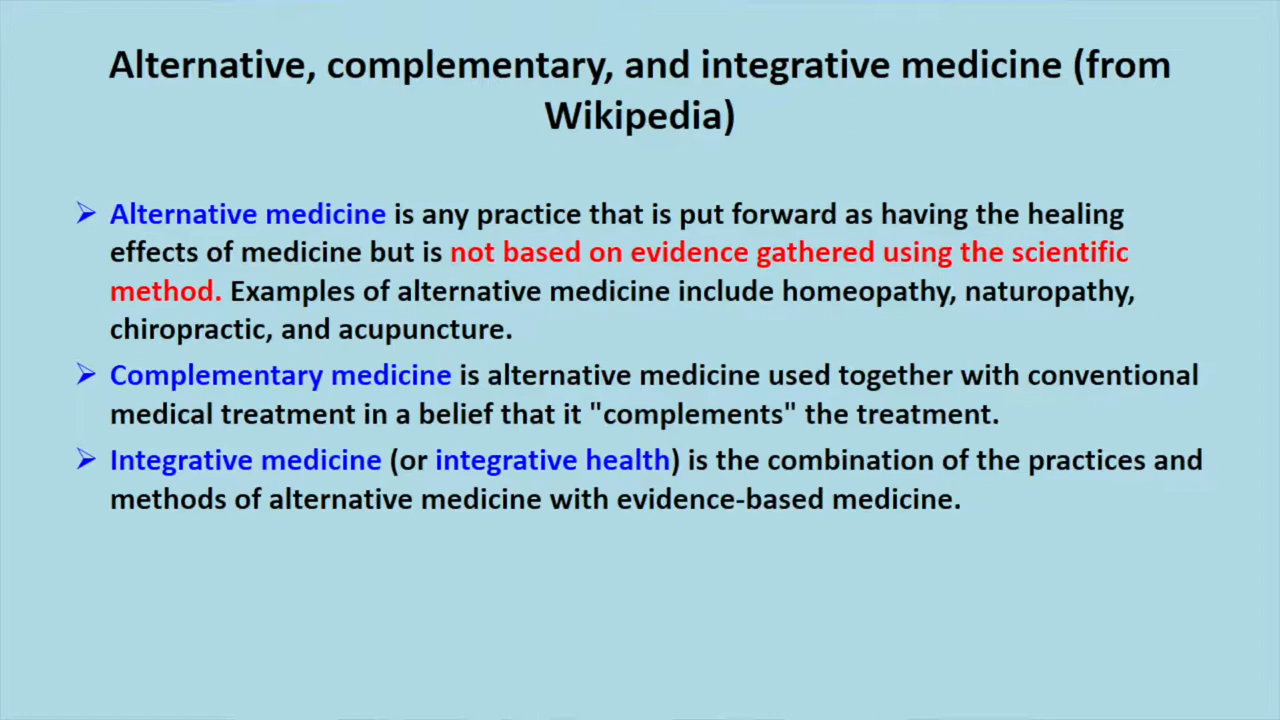 Alternative, complementary, and integrative medicine (from
Wikipedia)
Alternative medicine is any practice that is put forward as having the healing
effects of medicine but is not based on evidence gathered using the scientific
method. Examples of alternative medicine include homeopathy, naturopathy,
chiropractic, and acupuncture.
Complementary medicine is alternative medicine used together with conventional
medical treatment in a belief that it "complements" the treatment.
Integrative medicine (or integrative health) is the combination of the practices and
methods of alternative medicine with evidence-based medicine.